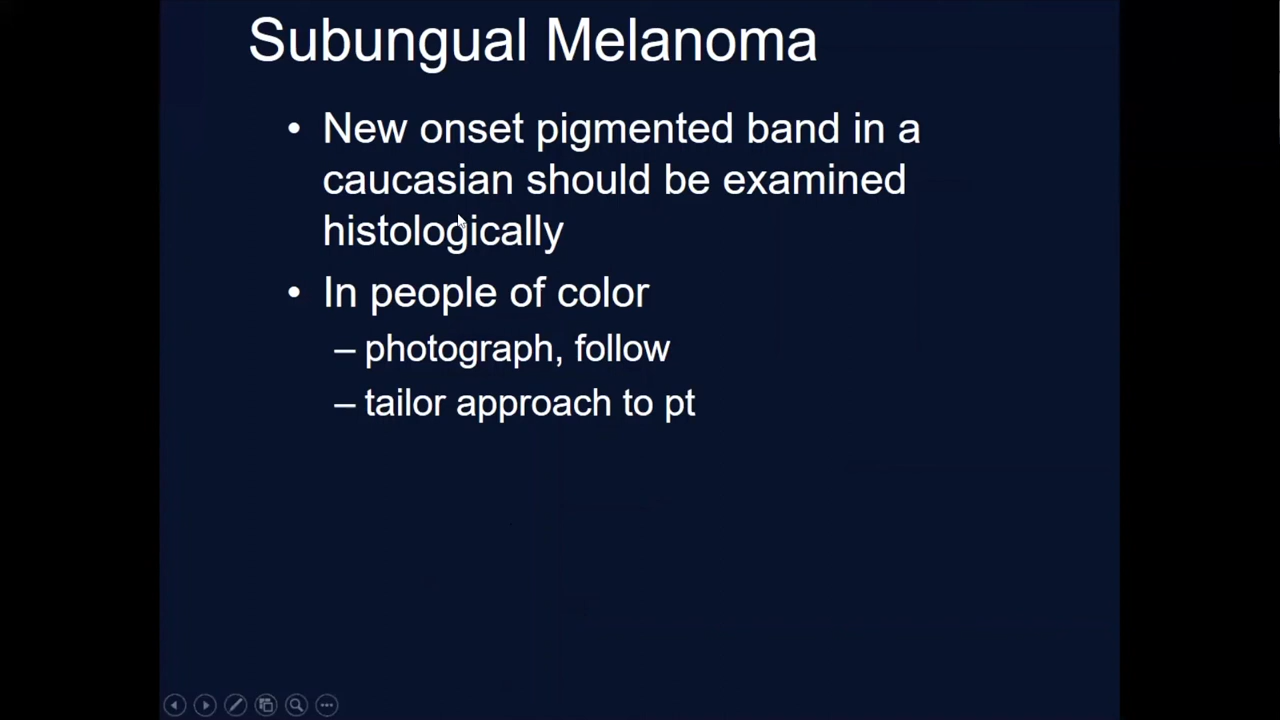 Subungual Melanoma
• New onset pigmented band in a
caucasian should be examined
histologically
• In people of color
– photograph, follow
– tailor approach to pt